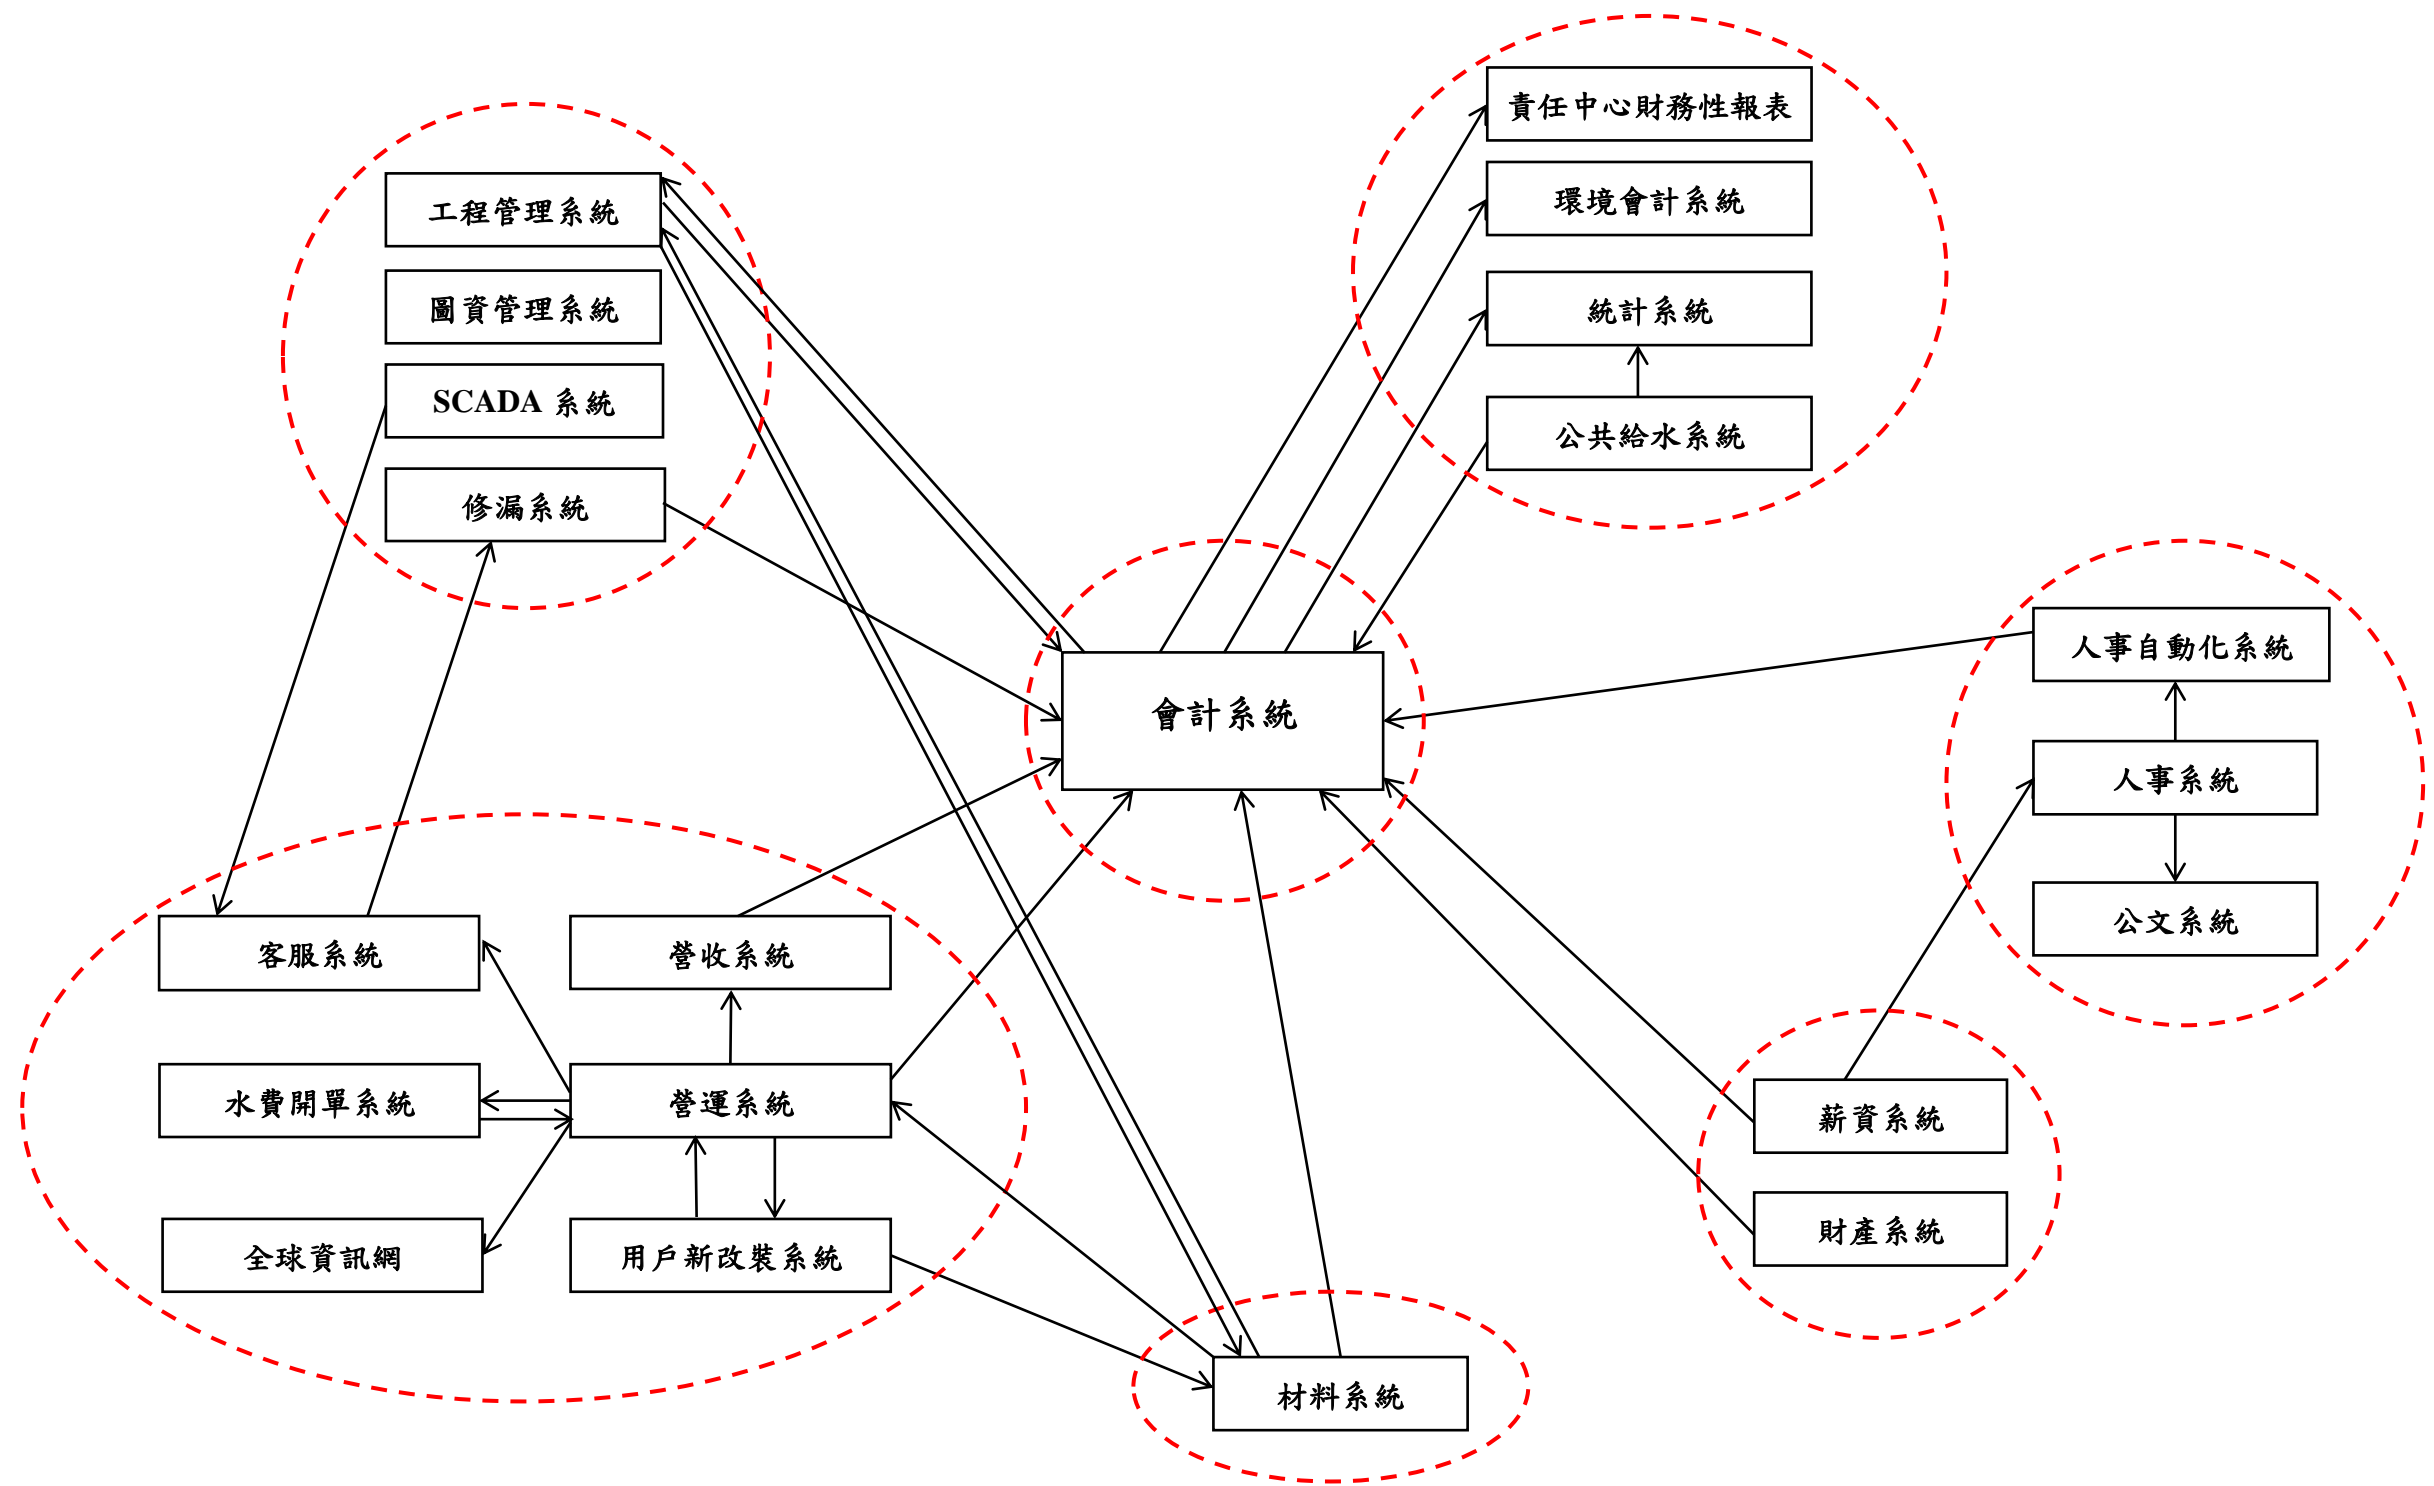 責任中心財務性報表
環境會計系統
統計系統
公共給水系統
工程管理系統
圖資管理系統
SCADA 系統
修漏系統
會計系統
人事自動化系統
人事系統
公文系統
客服系統
營收系統
水費開單系統
營運系統
全球資訊網
用戶新改裝系統
薪資系統
財產系統
材料系統